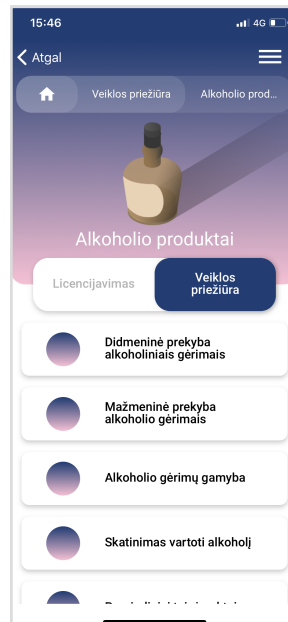 15:46
4G
Atgal
Veiklos priežiūra
Alkoholio prod...
Alkoholio produktai
Licencijavimas
Veiklos
priežiūra
Didmeninė prekyba
alkoholiniais gėrimais
Mažmeninė prekyba
alkoholio gėrimais
Alkoholio gėrimų gamyba
Skatinimas vartoti alkoholį